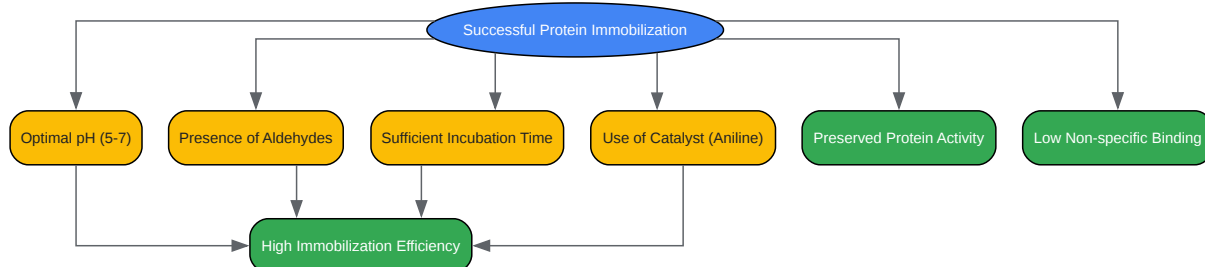 Successful Protein Immobilization
Optimal pH (5-7)
Presence of Aldehydes
Sufficient Incubation Time
Use of Catalyst (Aniline)
Preserved Protein Activity
Low Non-specific Binding
High Immobilization Efficiency